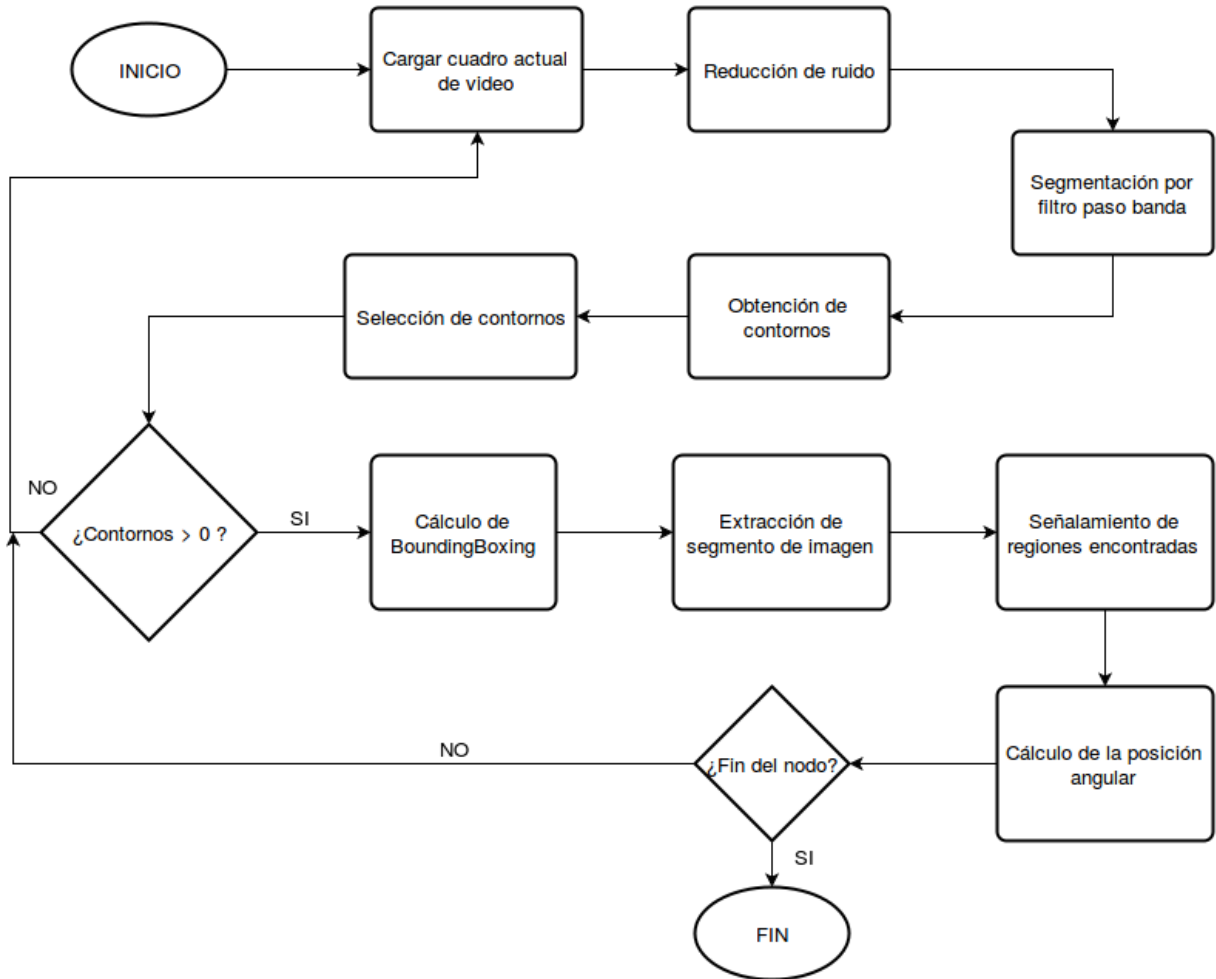 INICIO
Cargar cuadro actual
de video
Reducción de ruido
Segmentación por
filtro paso banda
Obtención de
contornos
Selección de contornos
¿Contornos > 0 ?
NO
SI
Cálculo de
BoundingBoxing
Extracción de
segmento de imagen
Señalamiento de
regiones encontradas
Cálculo de la posición
angular
¿Fin del nodo?
NO
SI
FIN